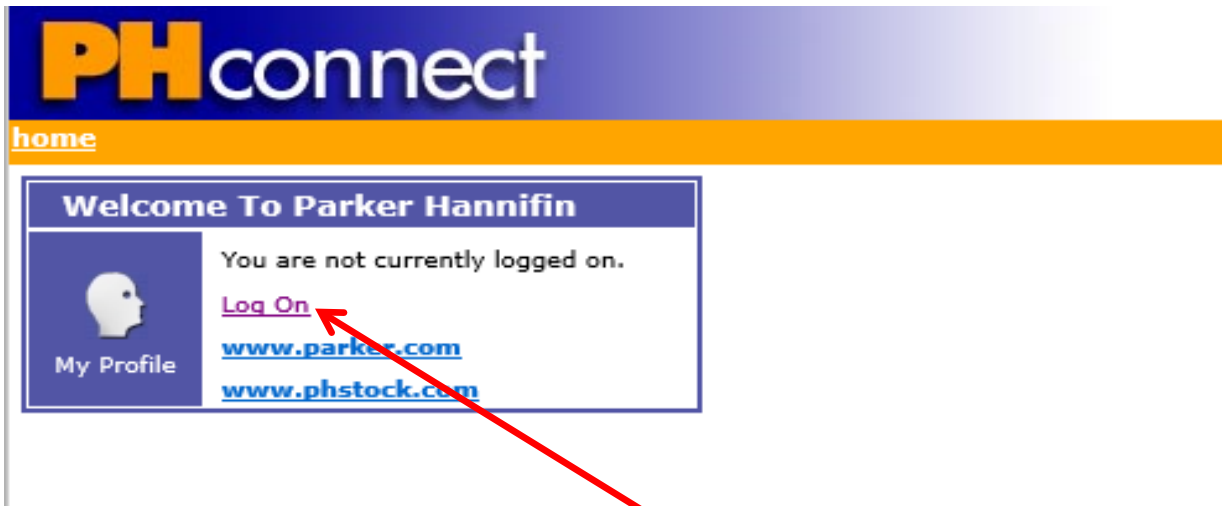 PHconnect
home
Welcome To Parker Hannifin
You are not currently logged on.
Log On
www.parker.com
My Profile
www.phstock.com